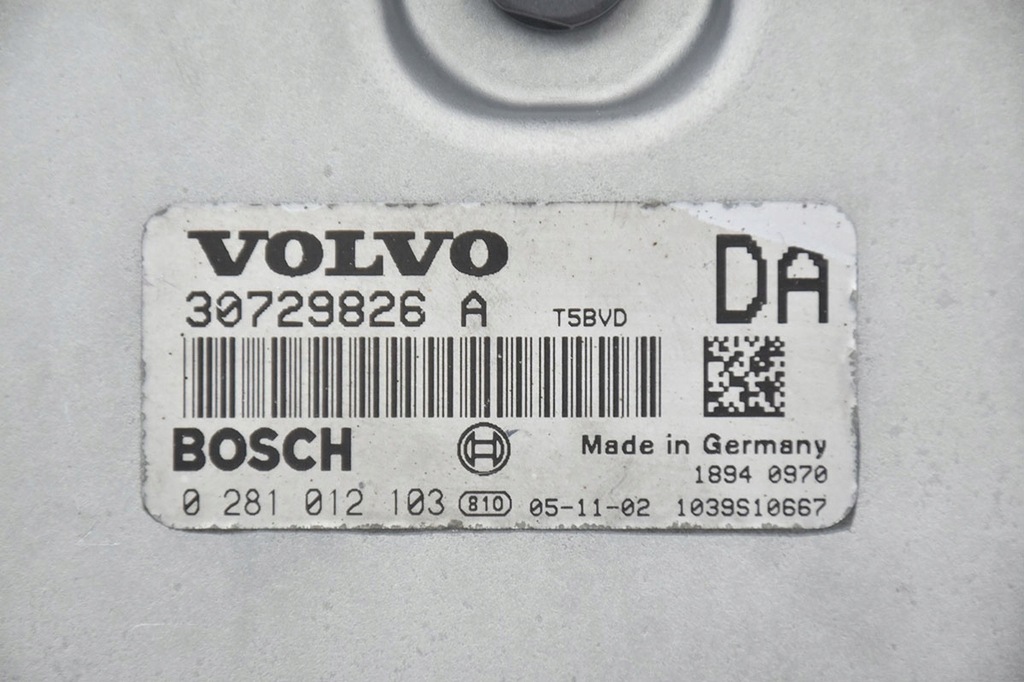 VOLVO
DA
30729826 A T5BVD
BOSCH
Made in Germany
1894 0970
0 281 012 103 810 05-11-02 1039S10667